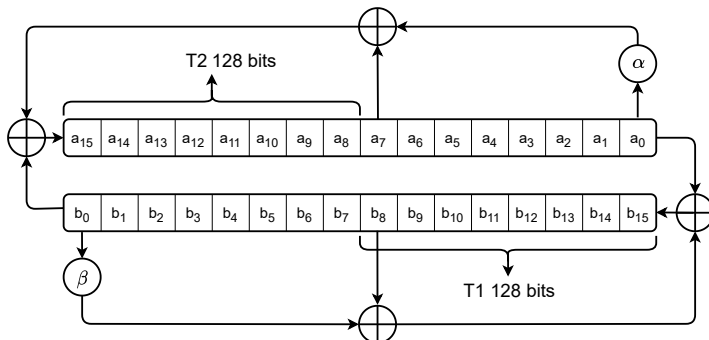 α
T2 128 bits
a15 a14 a13 a12 a11 a10 a9 a8 a7 a6 a5 a4 a3 a2 a1 a0
b0 b1 b2 b3 b4 b5 b6 b7 b8 b9 b10 b11 b12 b13 b14 b15
β
T1 128 bits